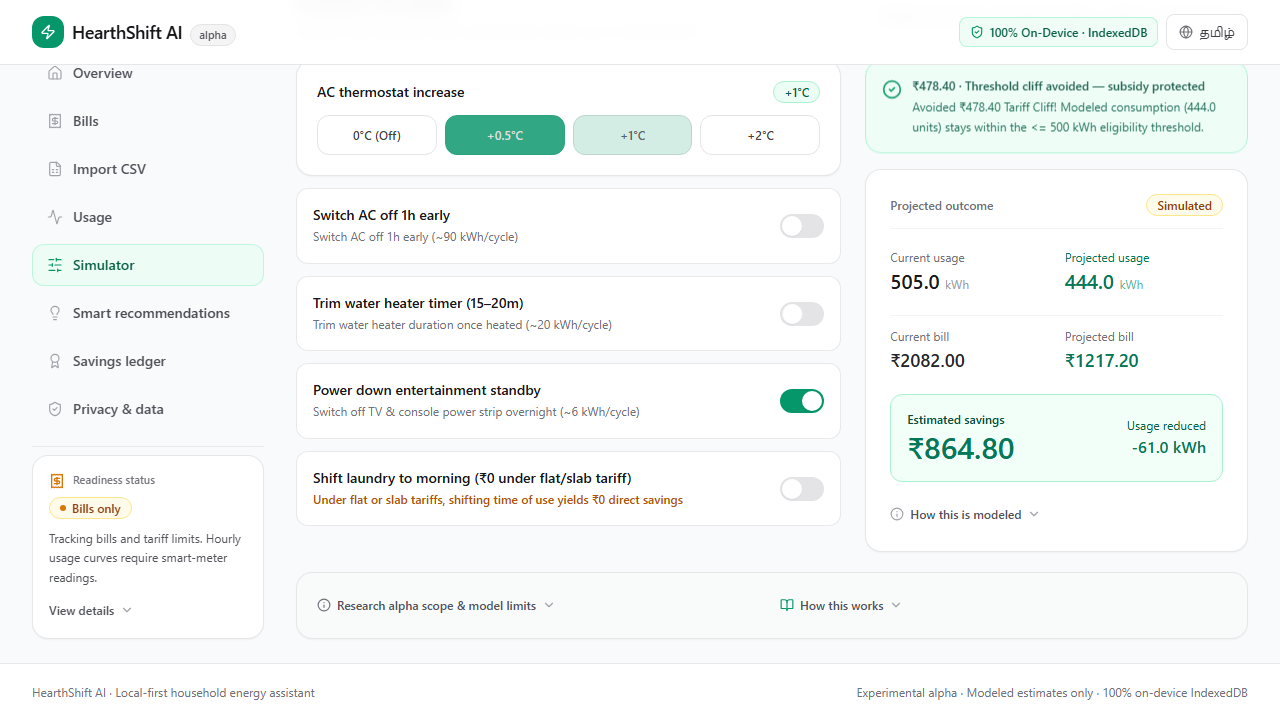 HearthShift AI
alpha
100% On-Device · IndexedDB
தமிழ்
Overview
Bills
Import CSV
Usage
Simulator
Smart recommendations
Savings ledger
Privacy & data
Readiness status
Bills only
Tracking bills and tariff limits. Hourly
usage curves require smart-meter
readings.
View details
AC thermostat increase
+1°C
0°C (Off)
+0.5°C
+1°C
+2°C
Switch AC off 1h early
Switch AC off 1h early (~90 kWh/cycle)
Trim water heater timer (15–20m)
Trim water heater duration once heated (~20 kWh/cycle)
Power down entertainment standby
Switch off TV & console power strip overnight (~6 kWh/cycle)
Shift laundry to morning (₹0 under flat/slab tariff)
Under flat or slab tariffs, shifting time of use yields ₹0 direct savings
₹478.40 · Threshold cliff avoided — subsidy protected
Avoided ₹478.40 Tariff Cliff! Modeled consumption (444.0
units) stays within the <= 500 kWh eligibility threshold.
Projected outcome
Simulated
Current usage
505.0 kWh
Projected usage
444.0 kWh
Current bill
₹2082.00
Projected bill
₹1217.20
Estimated savings
₹864.80
Usage reduced
-61.0 kWh
How this is modeled
Research alpha scope & model limits
How this works
HearthShift AI · Local-first household energy assistant
Experimental alpha · Modeled estimates only · 100% on-device IndexedDB